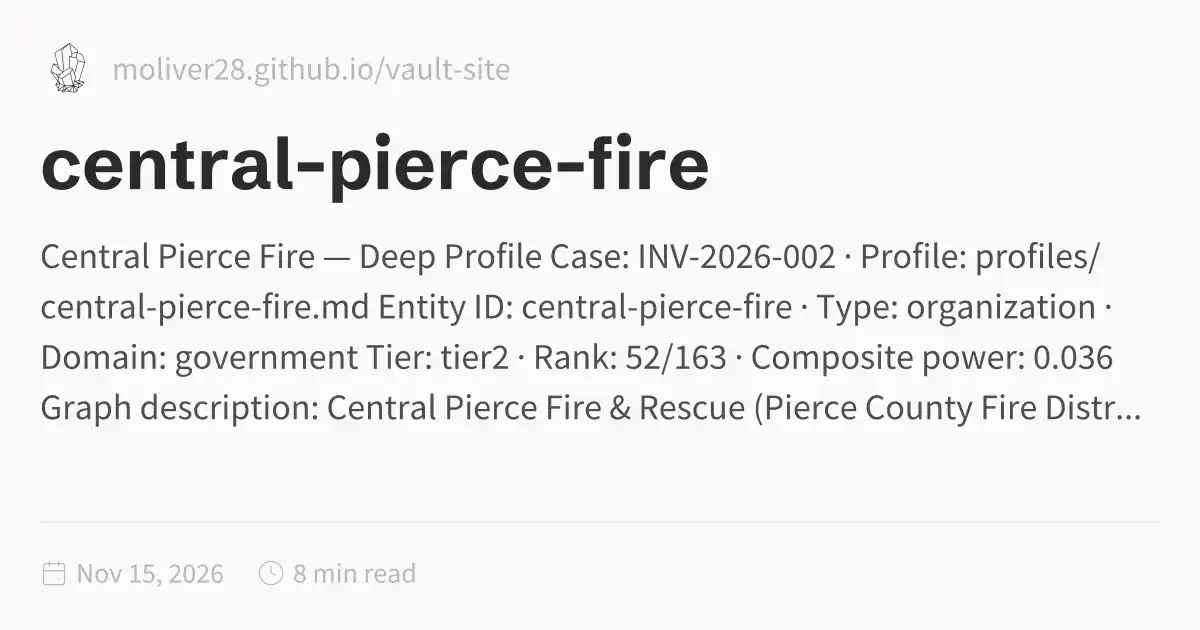 moliver28.github.io/vault-site
central-pierce-fire
Central Pierce Fire — Deep Profile Case: INV-2026-002 · Profile: profiles/
central-pierce-fire.md Entity ID: central-pierce-fire · Type: organization ·
Domain: government Tier: tier2 · Rank: 52/163 · Composite power: 0.036
Graph description: Central Pierce Fire & Rescue (Pierce County Fire Distr...
Nov 15, 2026 8 min read